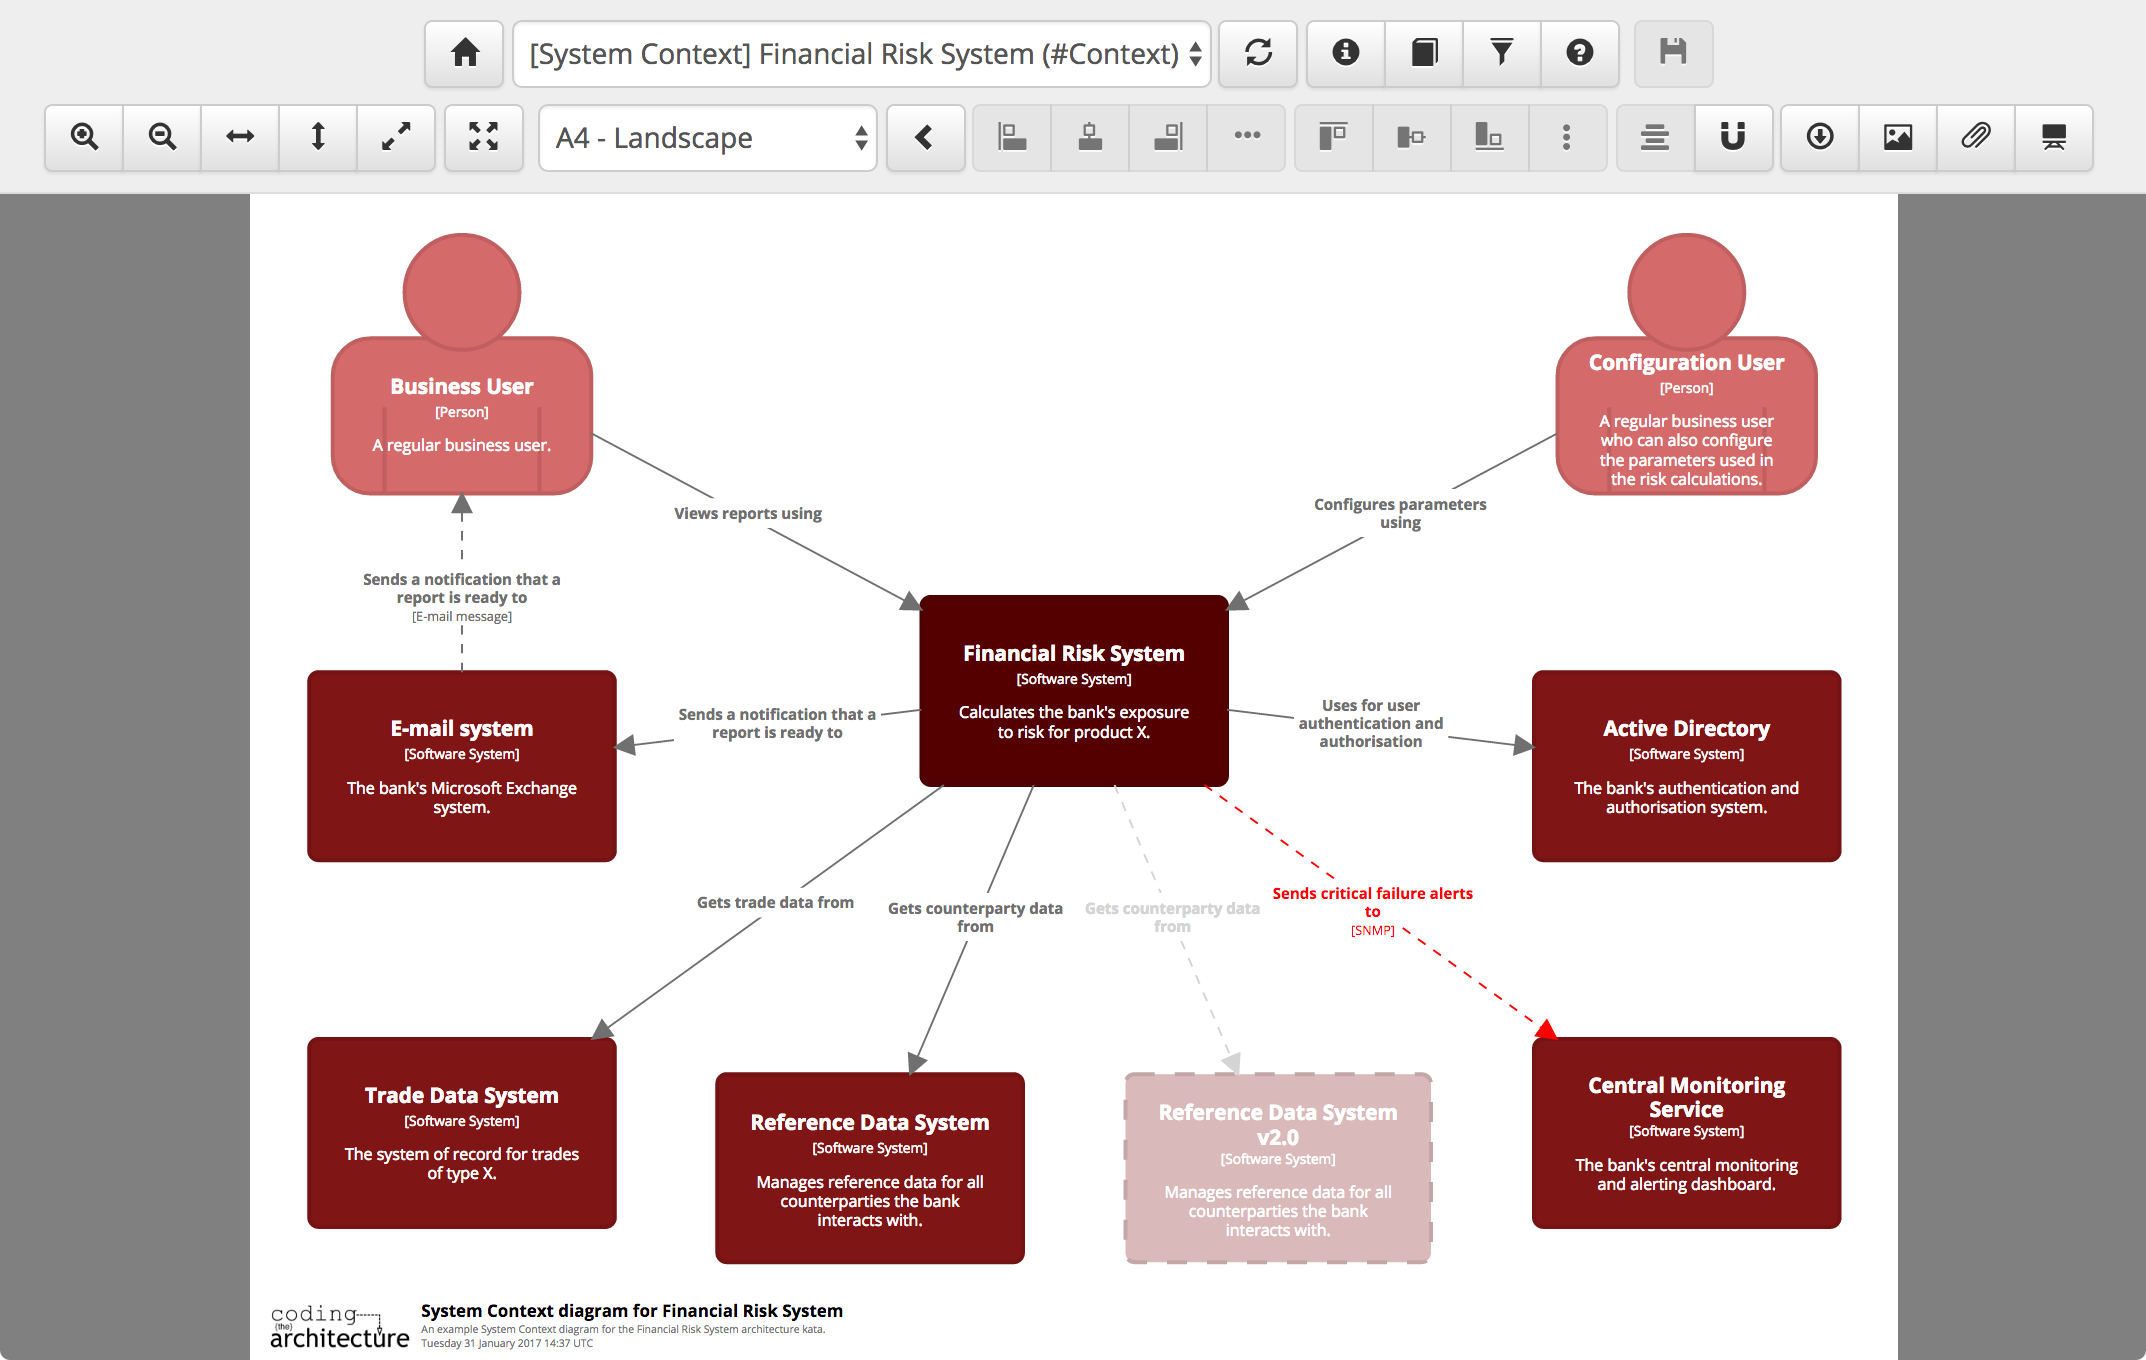 [System Context] Financial Risk System (#Context)
A4 - Landscape
Business User
[Person]
A regular business user.
Configuration User
[Person]
A regular business user
who can also configure
the parameters used in
the risk calculations.
Views reports using
Configures parameters
using
Sends a notification that a
report is ready to
[E-mail message]
Financial Risk System
[Software System]
Calculates the bank's exposure
to risk for product X.
E-mail system
[Software System]
The bank's Microsoft Exchange
system.
Sends a notification that a
report is ready to
Uses for user
authentication and
authorisation
Active Directory
[Software System]
The bank's authentication and
authorisation system.
Gets trade data from
Gets counterparty data
from
Gets counterparty data
from
Sends critical failure alerts
to
[SNMP]
Trade Data System
[Software System]
The system of record for trades
of type X.
Reference Data System
[Software System]
Manages reference data for all
counterparties the bank
interacts with.
Reference Data System
v2.0
[Software System]
Manages reference data for all
counterparties the bank
interacts with.
Central Monitoring
Service
[Software System]
The bank's central monitoring
and alerting dashboard.
coding
(the)
architecture
System Context diagram for Financial Risk System
An example System Context diagram for the Financial Risk System architecture kata.
Tuesday 31 January 2017 14:37 UTC